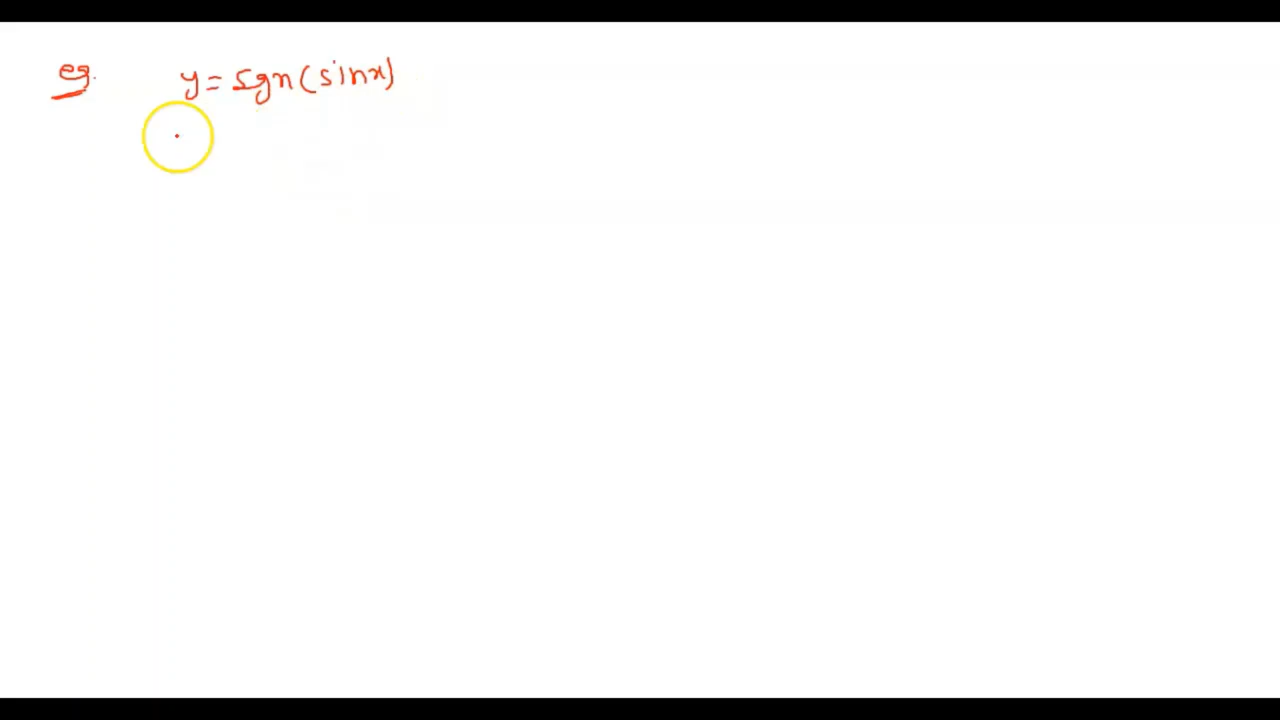 eg. y = sgn(sinx)